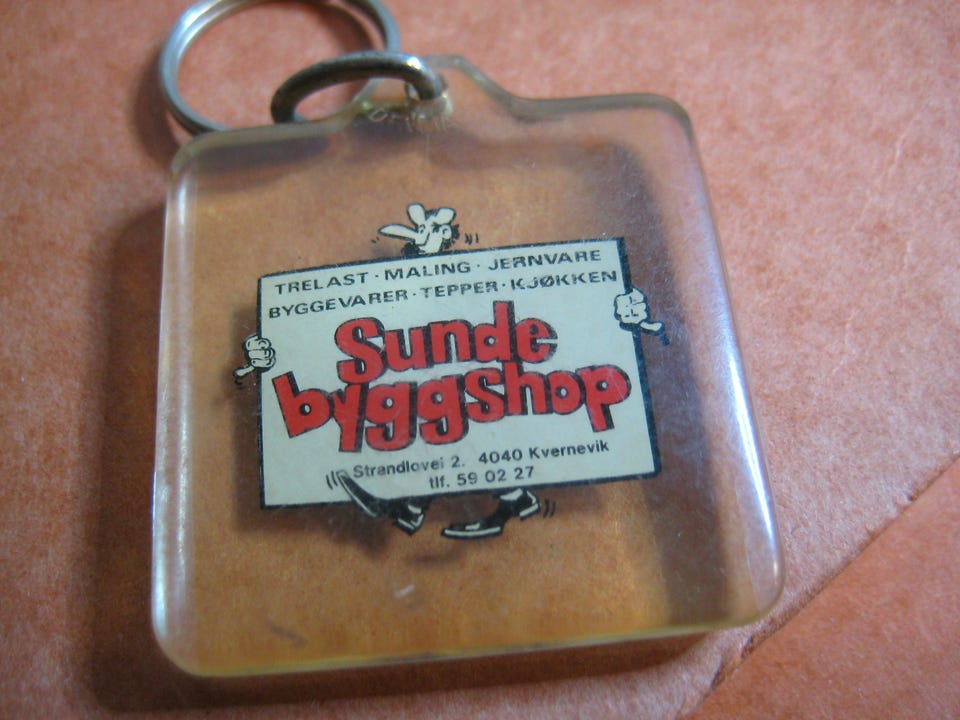 TRELAST · MALING · JERNVARE
BYGGEVARER · TEPPER · KJØKKEN
Sunde
byggshop
Strandlovei 2. 4040 Kvernevik
tlf. 59 02 27